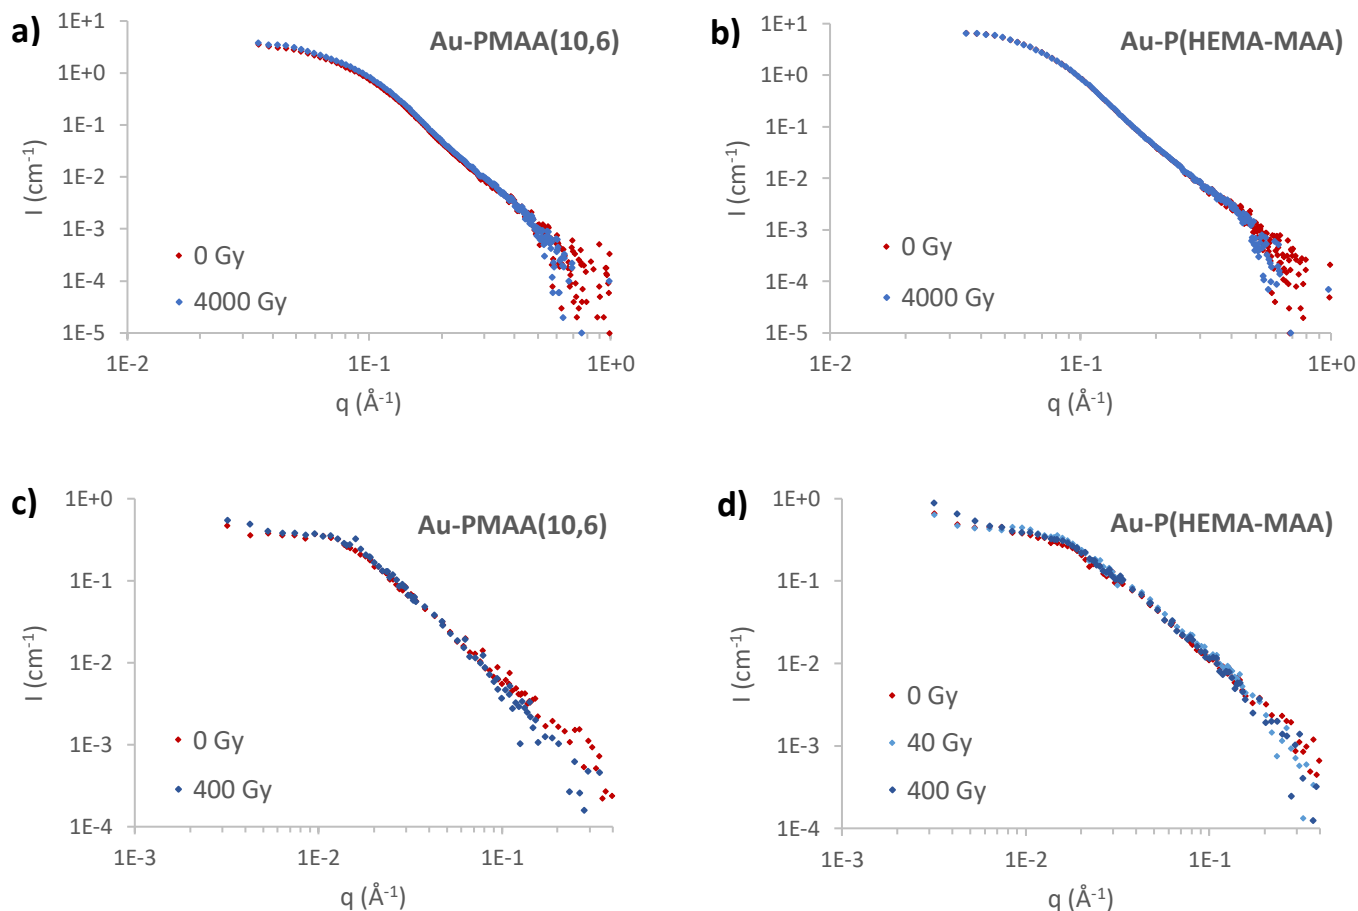 a)
Au-PMAA(10,6)
1E+1
1E+0
1E-1
1E-2
1E-3
1E-4
1E-5
I (cm-1)
0 Gy
4000 Gy
1E-2
1E-1
1E+0
q (Å-1)
b)
Au-P(HEMA-MAA)
1E+1
1E+0
1E-1
1E-2
1E-3
1E-4
1E-5
I (cm-1)
0 Gy
4000 Gy
1E-2
1E-1
1E+0
q (Å-1)
c)
Au-PMAA(10,6)
1E+0
1E-1
1E-2
1E-3
1E-4
I (cm-1)
0 Gy
400 Gy
1E-3
1E-2
1E-1
q (Å-1)
d)
Au-P(HEMA-MAA)
1E+0
1E-1
1E-2
1E-3
1E-4
I (cm-1)
0 Gy
40 Gy
400 Gy
1E-3
1E-2
1E-1
q (Å-1)